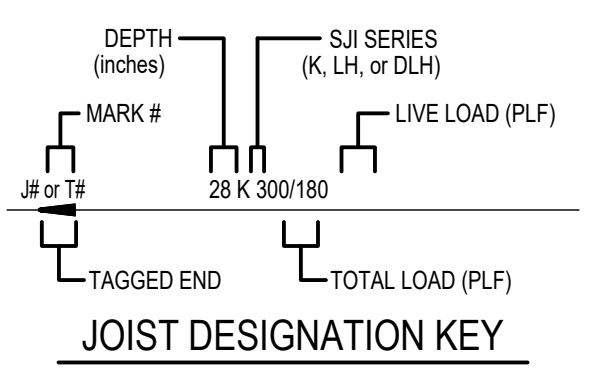 DEPTH
(inches)
SJI SERIES
(K, LH, or DLH)
MARK #
LIVE LOAD (PLF)
J# or T#
28 K 300/180
TAGGED END
TOTAL LOAD (PLF)
JOIST DESIGNATION KEY